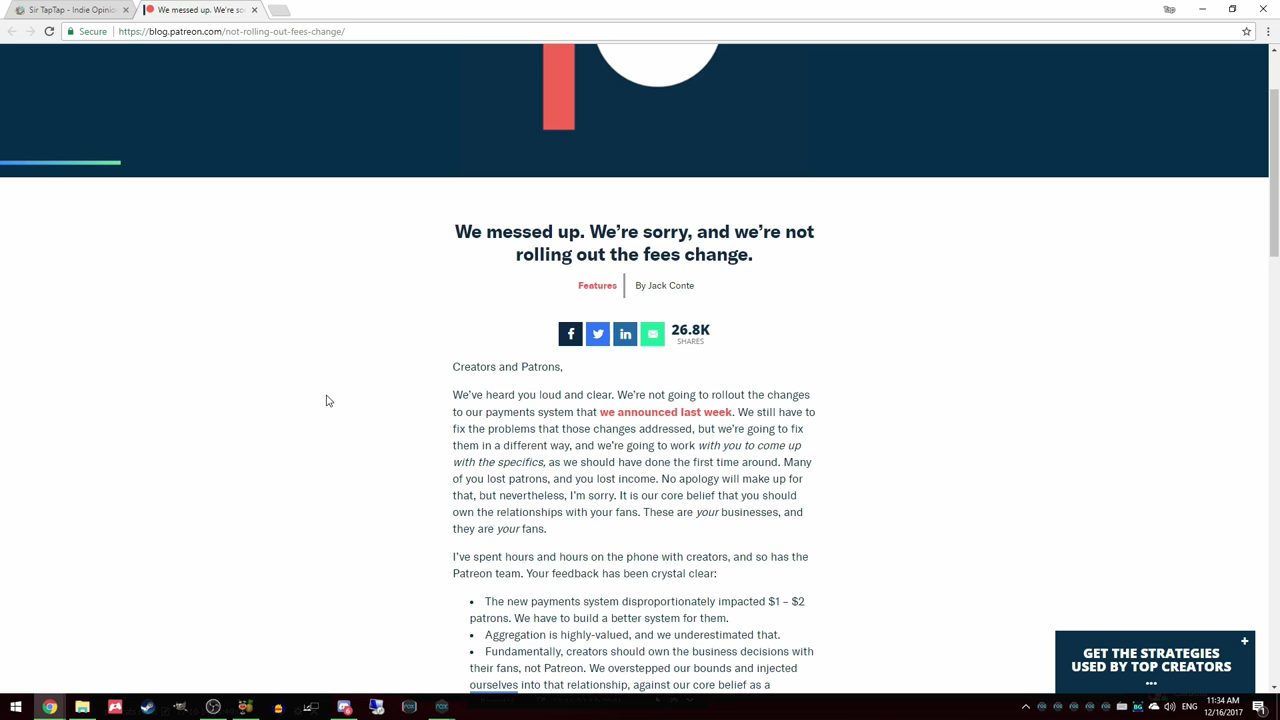 Sir TapTap - Indie Opini
We messed up. We're so
Tap
Secure
https://blog.patreon.com/not-rolling-out-fees-change/
We messed up. We're sorry, and we're not
rolling out the fees change.
Features
By Jack Conte
26.8K
SHARES
Creators and Patrons,
We've heard you loud and clear. We're not going to rollout the changes
to our payments system that we announced last week. We still have to
fix the problems that those changes addressed, but we're going to fix
them in a different way, and we're going to work with you to come up
with the specifics, as we should have done the first time around. Many
of you lost patrons, and you lost income. No apology will make up for
that, but nevertheless, I'm sorry. It is our core belief that you should
own the relationships with your fans. These are your businesses, and
they are your fans.
I've spent hours and hours on the phone with creators, and so has the
Patreon team. Your feedback has been crystal clear:
• The new payments system disproportionately impacted $1 – $2
patrons. We have to build a better system for them.
• Aggregation is highly-valued, and we underestimated that.
• Fundamentally, creators should own the business decisions with
their fans, not Patreon. We overstepped our bounds and injected
ourselves into that relationship, against our core belief as a
GET THE STRATEGIES
USED BY TOP CREATORS
...
ENG
11:34 AM
12/16/2017